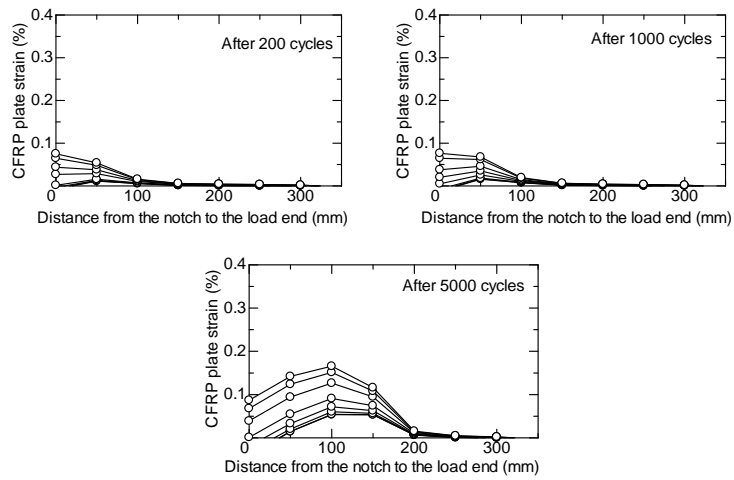 0.4
After 200 cycles
CFRP plate strain (%)
0.3
0.2
0.1
0 100 200 300
Distance from the notch to the load end (mm)
0.4
After 1000 cycles
CFRP plate strain (%)
0.3
0.2
0.1
0 100 200 300
Distance from the notch to the load end (mm)
0.4
After 5000 cycles
CFRP plate strain (%)
0.3
0.2
0.1
0 100 200 300
Distance from the notch to the load end (mm)